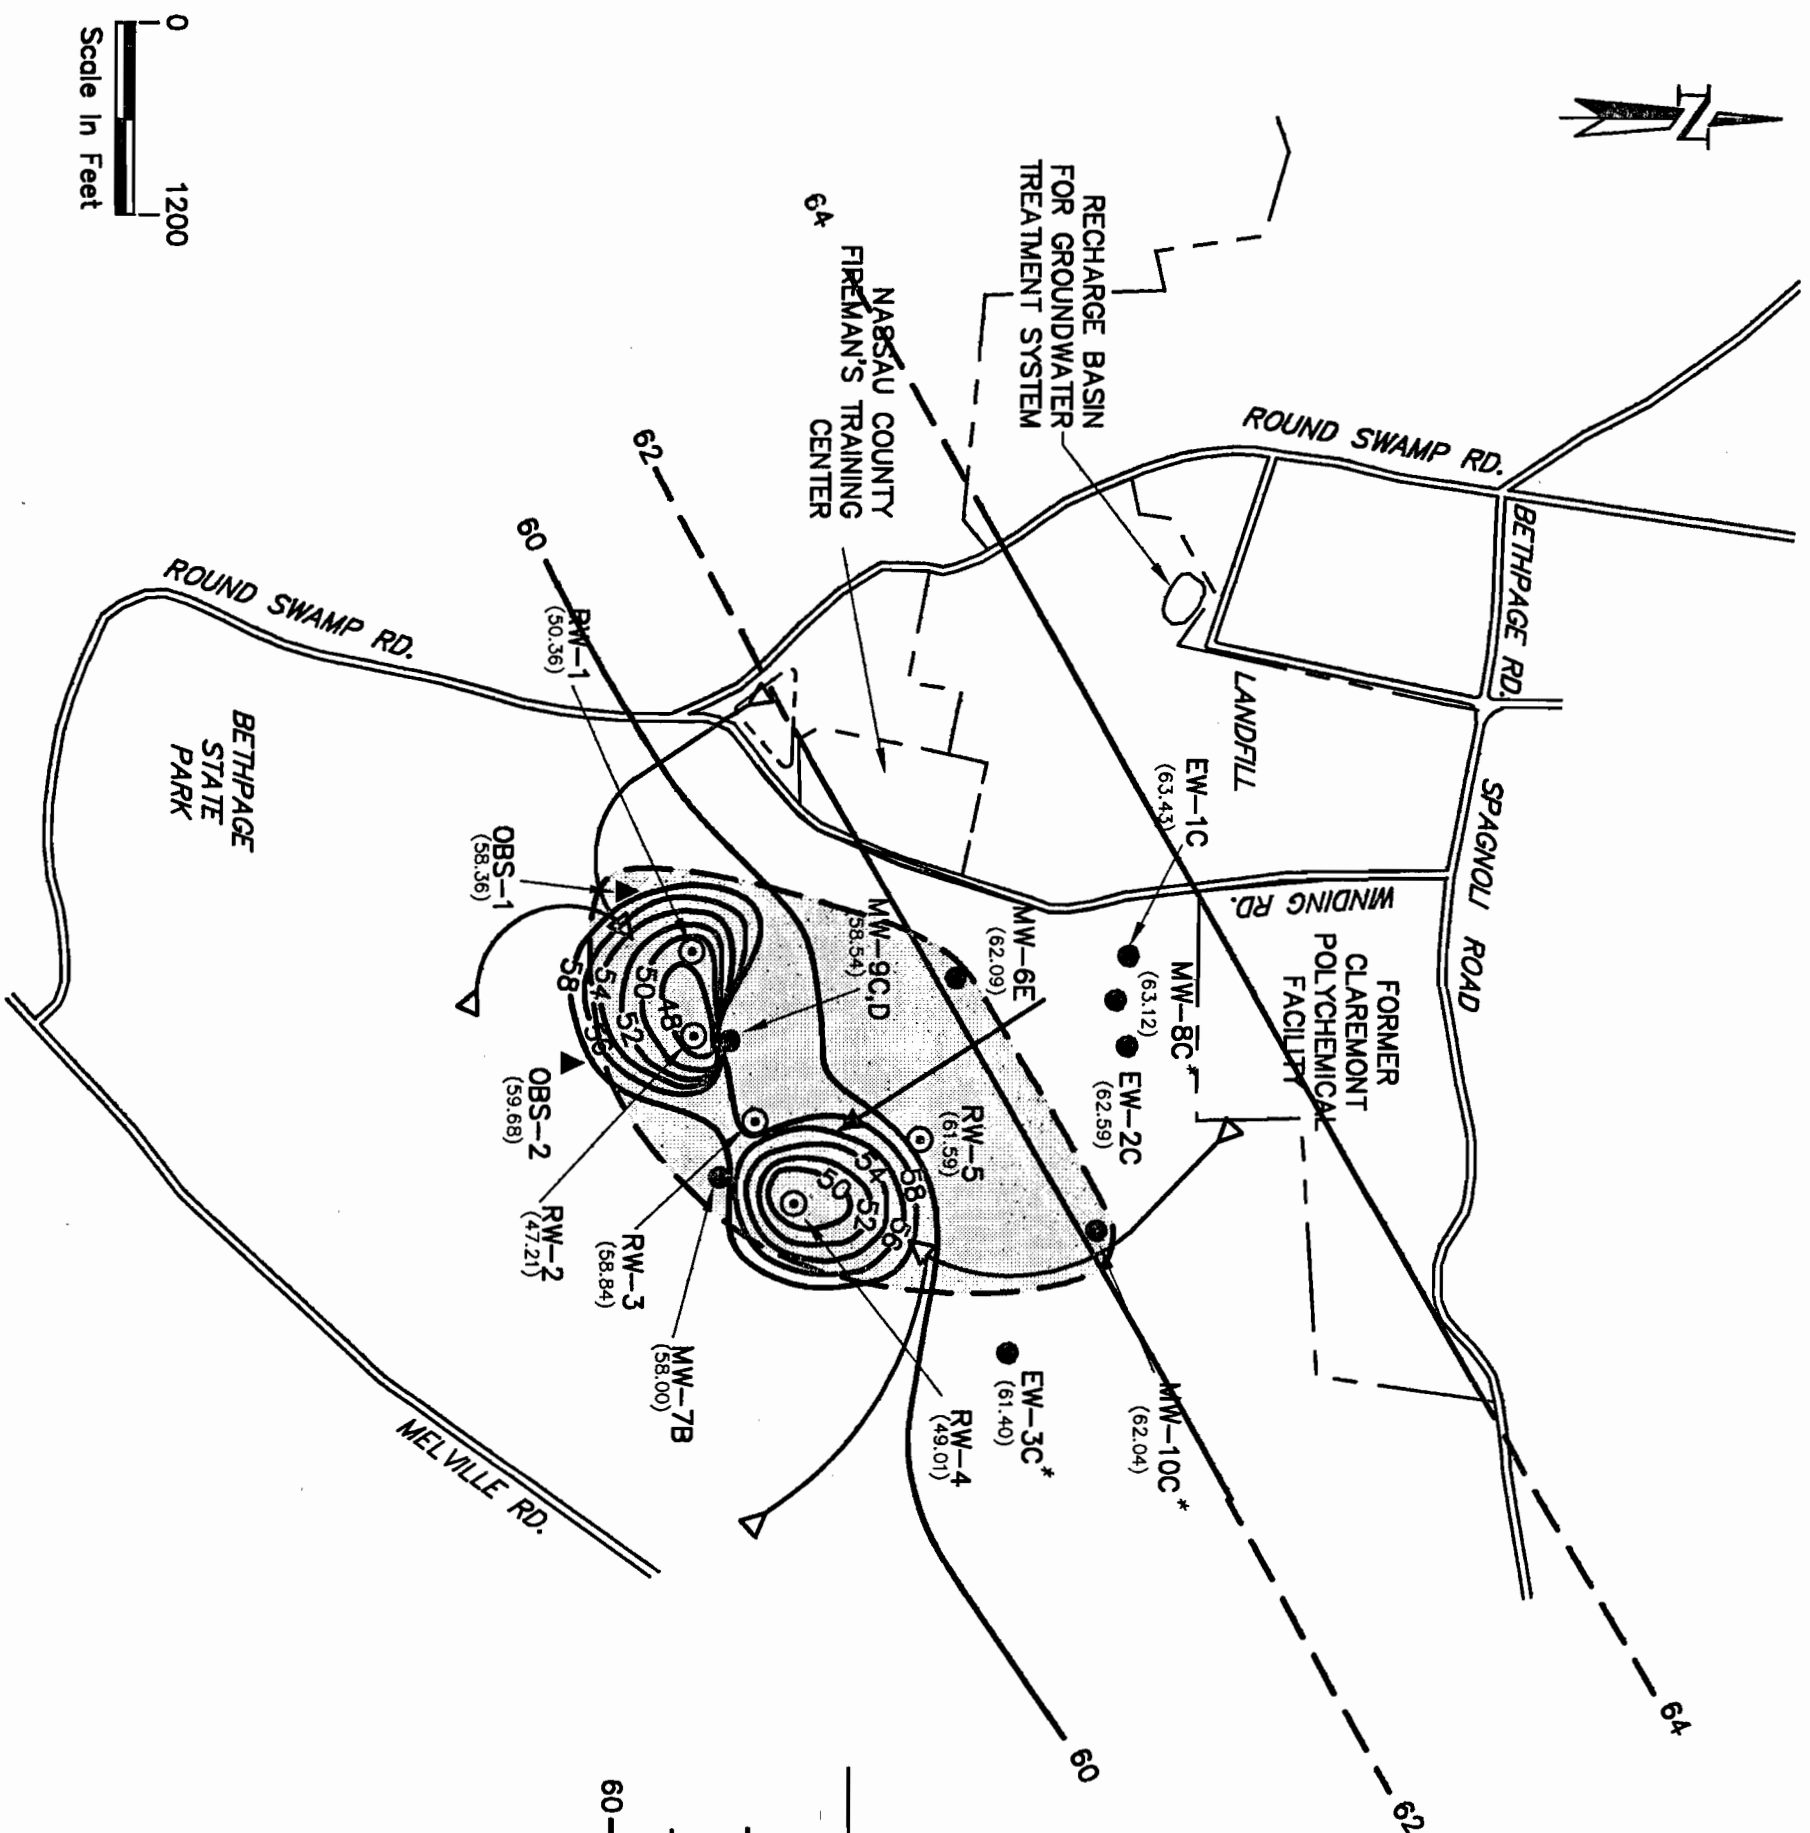 N
0
1200
Scale In Feet
RECHARGE BASIN
FOR GROUNDWATER
TREATMENT SYSTEM
64
NASSAU COUNTY
FIREMAN'S TRAINING
CENTER
62
60
ROUND SWAMP RD.
BETHPAGE RD.
ROUND SWAMP RD.
LANDFILL
SPAGNOLI ROAD
WINDING RD.
FORMER
CLAREMONT
POLYCHEMICAL
FACILITY
BETHPAGE
STATE
PARK
RW-1
(50.36)
OBS-1
(58.36)
EW-1C
(63.43)
MW-8C*
(63.12)
EW-2C
(62.59)
MW-6E
(62.09)
MW-9C,D
(58.54)
RW-5
(61.59)
OBS-2
(59.68)
RW-2
(47.21)
RW-3
(58.84)
MW-7B
(58.00)
RW-4
(49.01)
EW-3C*
(61.40)
MW-10C*
(62.04)
58
54
56
50
52
48
54
58
50
52
56
MELVILLE RD.
64
62
60
60